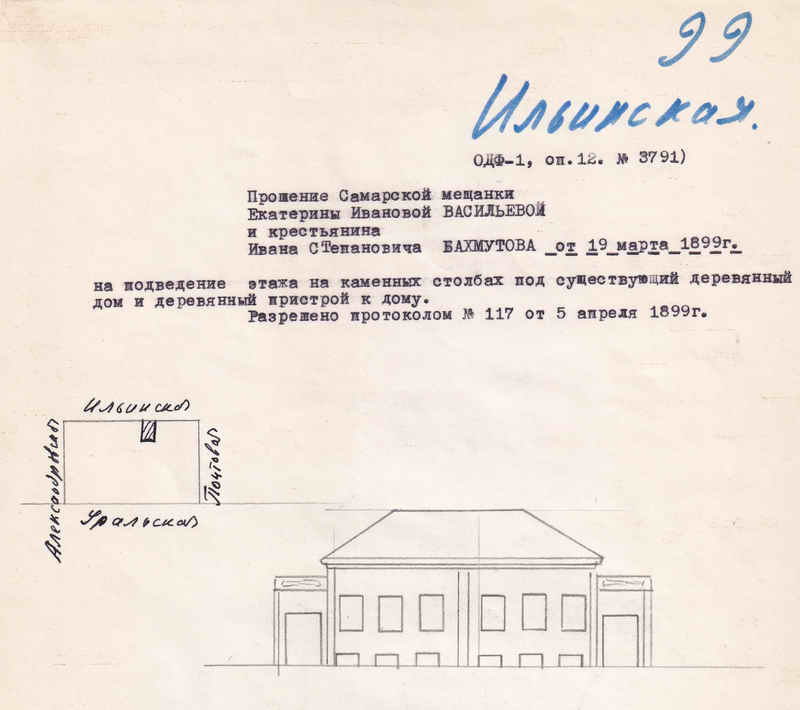 99
Ильинская.
ОДФ-1, оп.12. № 3791)
Прошение Самарской мещанки
Екатерины Ивановой ВАСИЛЬЕВОЙ
и крестьянина
Ивана СТепановича БАХМУТОВА от 19 марта 1899г.
на подведение этажа на каменных столбах под существующий деревянный
дом и деревянный пристрой к дому.
Разрешено протоколом № 117 от 5 апреля 1899г.
Ильинская
Александровская
Почтовая
Уральская